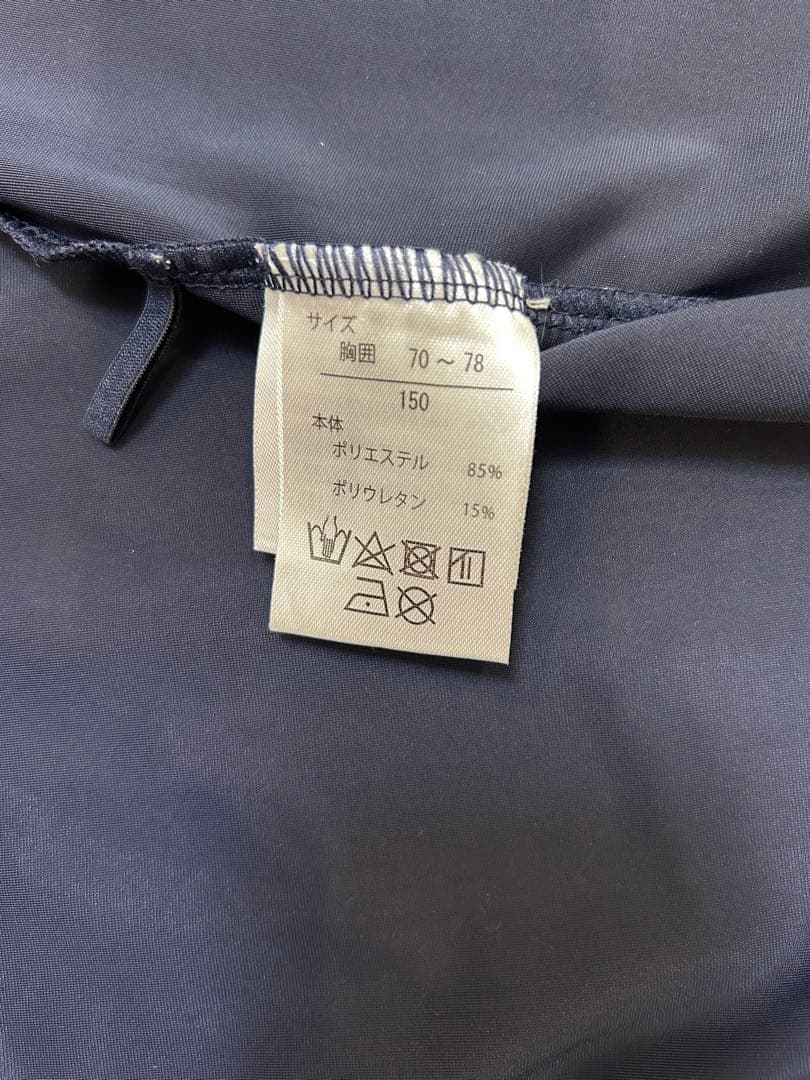 サイズ
胸囲 70～78
150
本体
ポリエステル 85%
ポリウレタン 15%